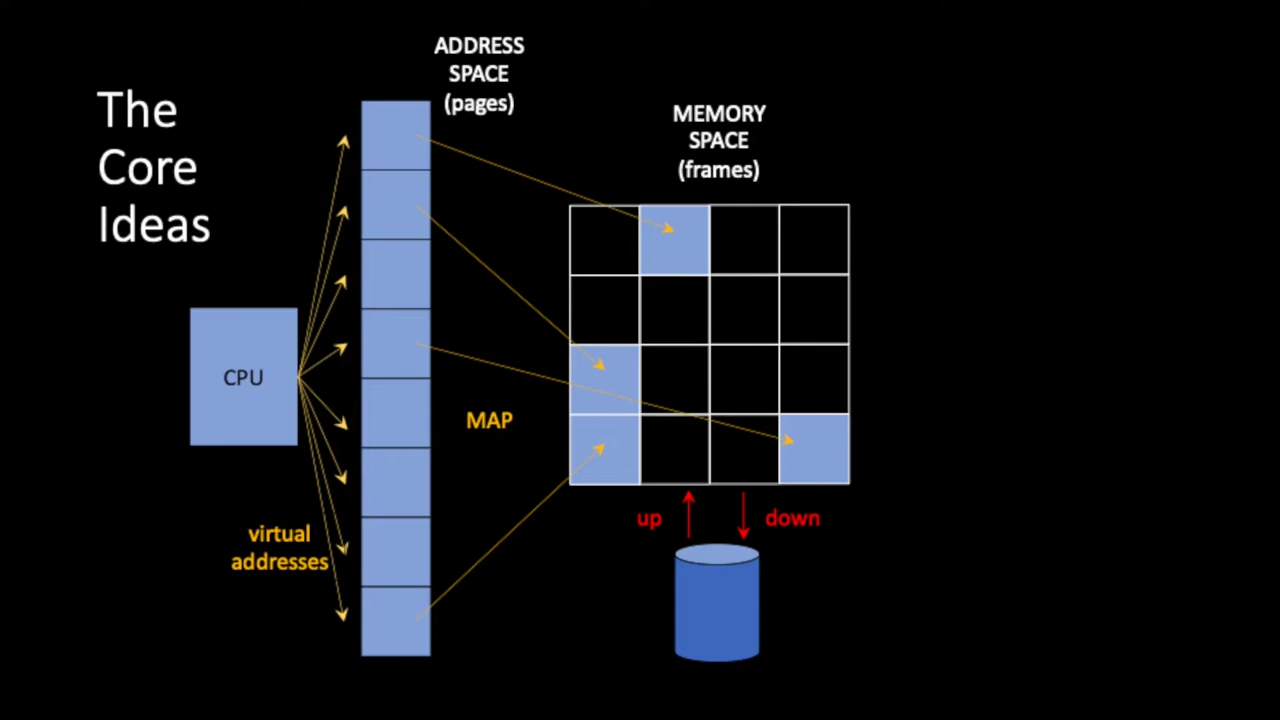 The
Core
Ideas
ADDRESS
SPACE
(pages)
MEMORY
SPACE
(frames)
CPU
MAP
virtual
addresses
up
down